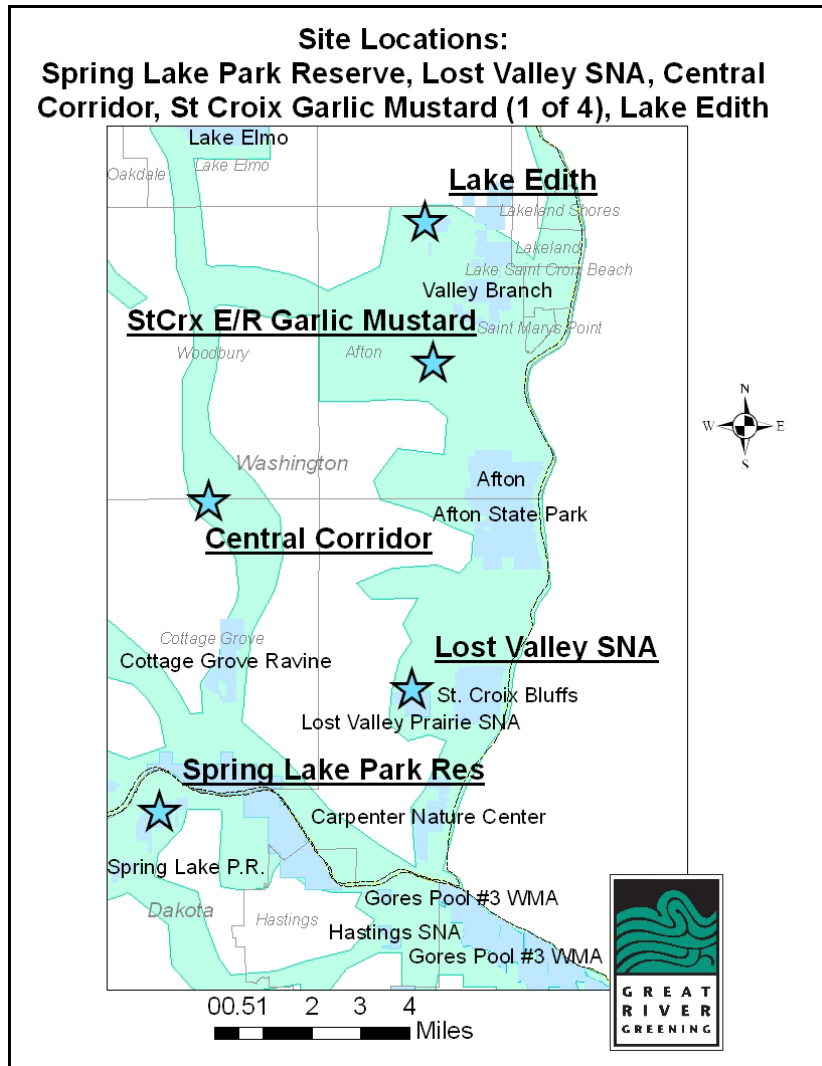 Site Locations:
Spring Lake Park Reserve, Lost Valley SNA, Central
Corridor, St Croix Garlic Mustard (1 of 4), Lake Edith
Lake Elmo
Oakdale
Lake Elmo
Lake Edith
Lakeland Shores
Lakeland
Lake Saint Croix Beach
Valley Branch
StCrx E/R Garlic Mustard
Saint Marys Point
Woodbury
Afton
N
W
E
S
Washington
Afton
Afton State Park
Central Corridor
Cottage Grove
Cottage Grove Ravine
Lost Valley SNA
St. Croix Bluffs
Lost Valley Prairie SNA
Spring Lake Park Res
Carpenter Nature Center
Spring Lake P.R.
Gores Pool #3 WMA
Dakota
Hastings
Hastings SNA
Gores Pool #3 WMA
00.51 2 3 4
Miles
GREAT
RIVER
GREENING